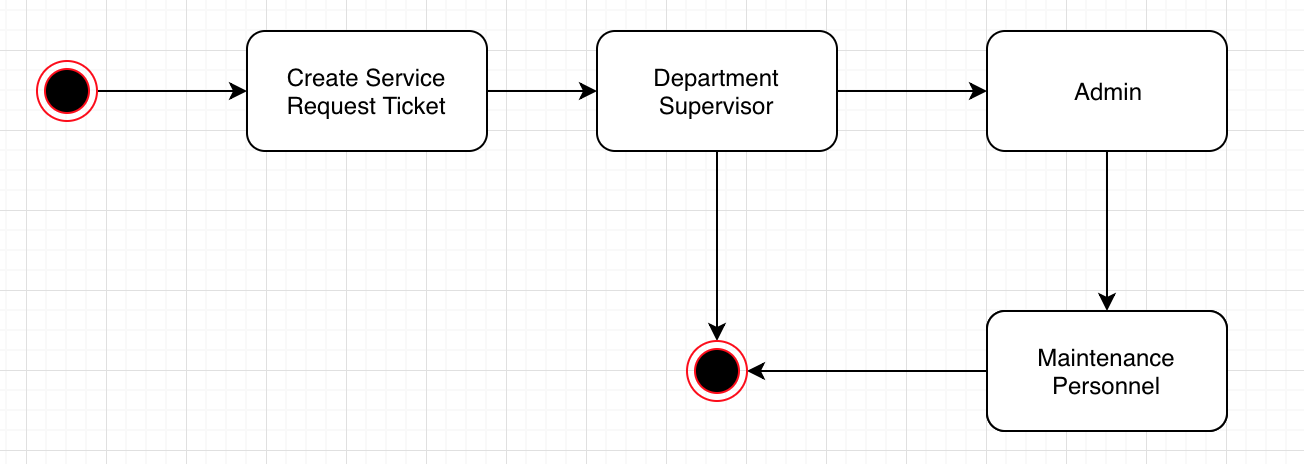 Create Service
Request Ticket
Department
Supervisor
Admin
Maintenance
Personnel